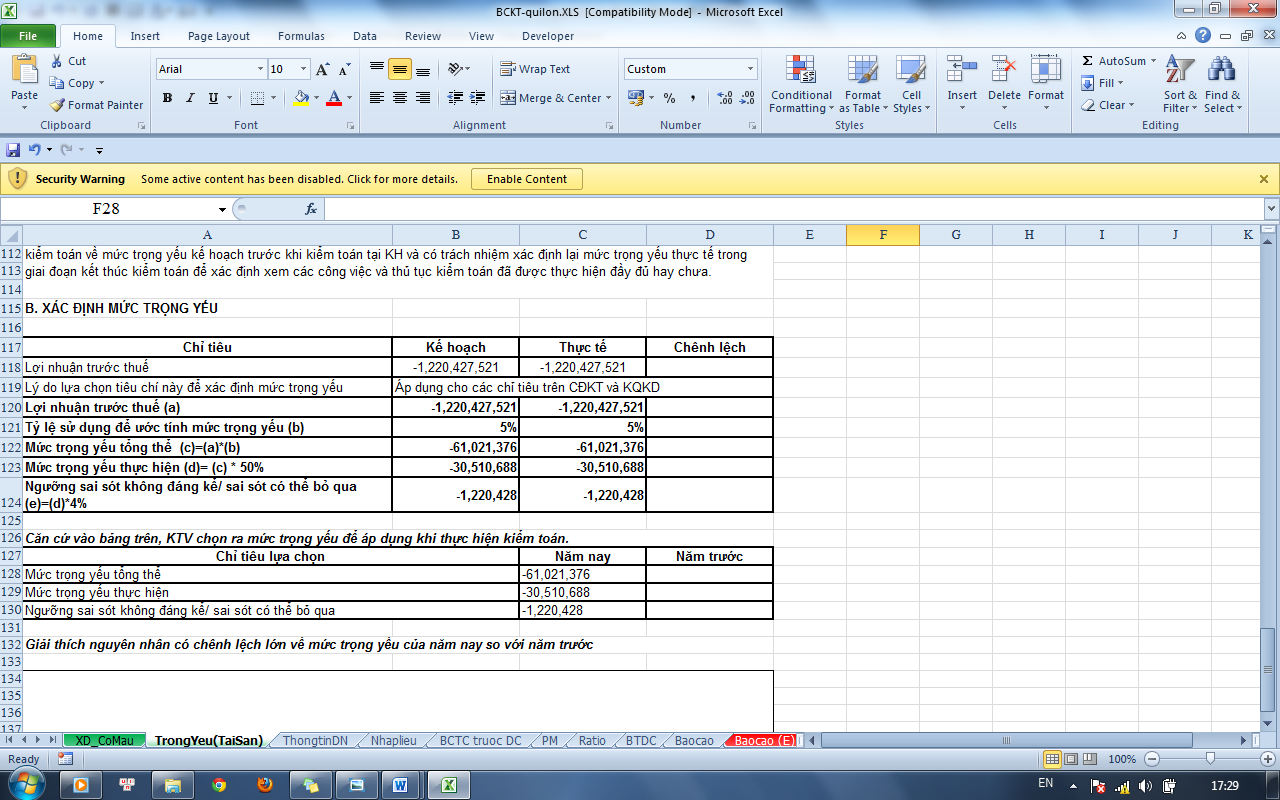 BCKT-quilon.XLS [Compatibility Mode] - Microsoft Excel
File Home Insert Page Layout Formulas Data Review View Developer
Paste Cut Copy Format Painter Clipboard
Arial 10 A A B I U A Font
Wrap Text Merge & Center Alignment
Custom % , .00 Number
Conditional Formatting Format as Table Cell Styles Styles
Insert Delete Format Cells
Σ AutoSum Fill Clear Sort & Filter Find & Select Editing
Security Warning Some active content has been disabled. Click for more details. Enable Content
F28 fx
A B C D E F G H I J K
112 kiểm toán về mức trọng yếu kế hoạch trước khi kiểm toán tại KH và có trách nhiệm xác định lại mức trọng yếu thực tế trong
113 giai đoạn kết thúc kiểm toán để xác định xem các công việc và thủ tục kiểm toán đã được thực hiện đầy đủ hay chưa.
114
115 B. XÁC ĐỊNH MỨC TRỌNG YẾU
116
117 Chỉ tiêu Kế hoạch Thực tế Chênh lệch
118 Lợi nhuận trước thuế -1,220,427,521 -1,220,427,521
119 Lý do lựa chọn tiêu chí này để xác định mức trọng yếu Áp dụng cho các chỉ tiêu trên CĐKT và KQKD
120 Lợi nhuận trước thuế (a) -1,220,427,521 -1,220,427,521
121 Tỷ lệ sử dụng để ước tính mức trọng yếu (b) 5% 5%
122 Mức trọng yếu tổng thể (c)=(a)*(b) -61,021,376 -61,021,376
123 Mức trọng yếu thực hiện (d)= (c) * 50% -30,510,688 -30,510,688
Ngưỡng sai sót không đáng kể/ sai sót có thể bỏ qua
124 (e)=(d)*4% -1,220,428 -1,220,428
125
126 Căn cứ vào bảng trên, KTV chọn ra mức trọng yếu để áp dụng khi thực hiện kiểm toán.
127 Chỉ tiêu lựa chọn Năm nay Năm trước
128 Mức trọng yếu tổng thể -61,021,376
129 Mức trọng yếu thực hiện -30,510,688
130 Ngưỡng sai sót không đáng kể/ sai sót có thể bỏ qua -1,220,428
131
132 Giải thích nguyên nhân có chênh lệch lớn về mức trọng yếu của năm nay so với năm trước
133
134
135
136
137
XD_CoMau TrongYeu(TaiSan) ThongtinDN Nhaplieu BCTC truoc DC PM Ratio BTDC Baocao Baocao (E)
Ready 100%
EN 17:29